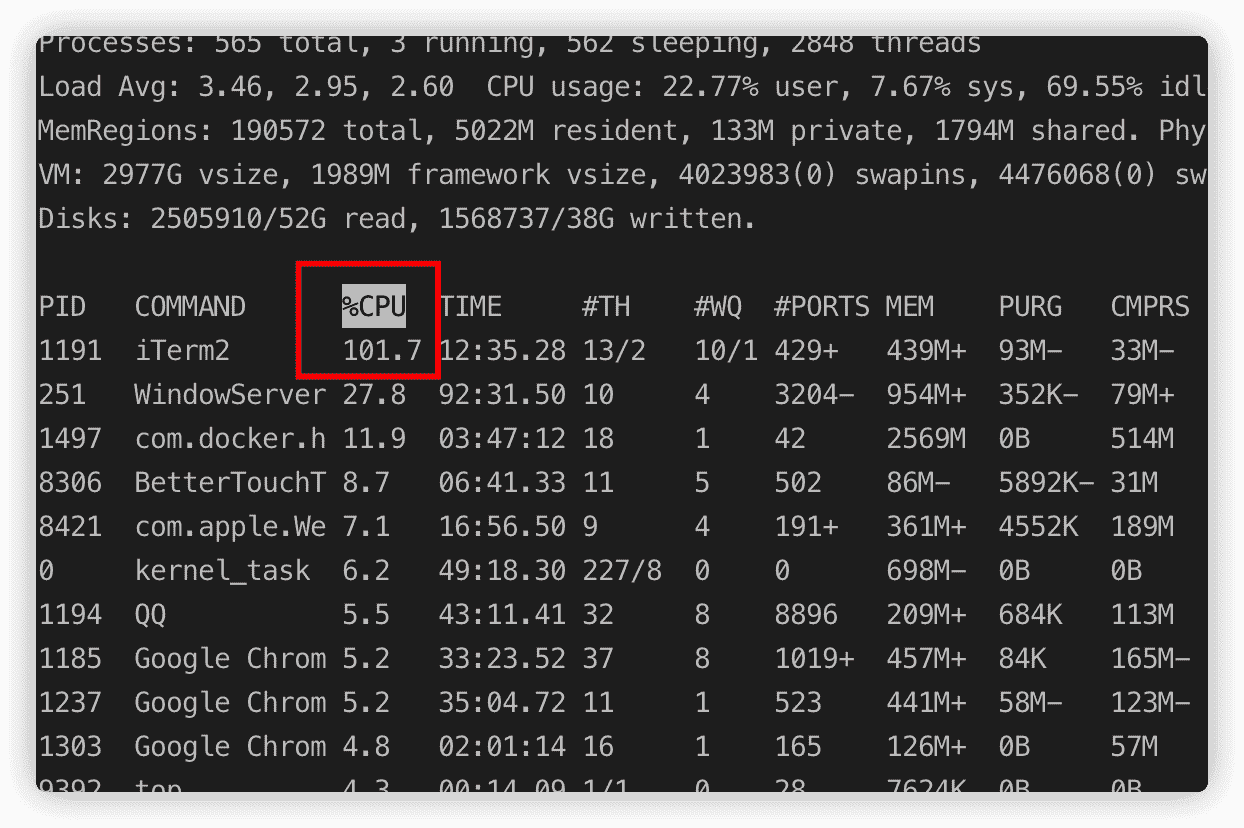 Processes: 565 total, 3 running, 562 sleeping, 2848 threads
Load Avg: 3.46, 2.95, 2.60  CPU usage: 22.77% user, 7.67% sys, 69.55% idl
MemRegions: 190572 total, 5022M resident, 133M private, 1794M shared. Phy
VM: 2977G vsize, 1989M framework vsize, 4023983(0) swapins, 4476068(0) sw
Disks: 2505910/52G read, 1568737/38G written.
PID   COMMAND      %CPU  TIME     #TH    #WQ  #PORTS MEM    PURG   CMPRS
1191  iTerm2       101.7 12:35.28 13/2   10/1 429+   439M+  93M-   33M-
251   WindowServer 27.8  92:31.50 10     4    3204-  954M+  352K-  79M+
1497  com.docker.h 11.9  03:47:12 18     1    42     2569M  0B     514M
8306  BetterTouchT 8.7   06:41.33 11     5    502    86M-   5892K- 31M
8421  com.apple.We 7.1   16:56.50 9      4    191+   361M+  4552K  189M
0     kernel_task  6.2   49:18.30 227/8  0    0      698M-  0B     0B
1194  QQ           5.5   43:11.41 32     8    8896   209M+  684K   113M
1185  Google Chrom 5.2   33:23.52 37     8    1019+  457M+  84K    165M-
1237  Google Chrom 5.2   35:04.72 11     1    523    441M+  58M-   123M-
1303  Google Chrom 4.8   02:01:14 16     1    165    126M+  0B     57M
9392  top          4.3   00:14.09 1/1    0    28     7624K  0B     0B